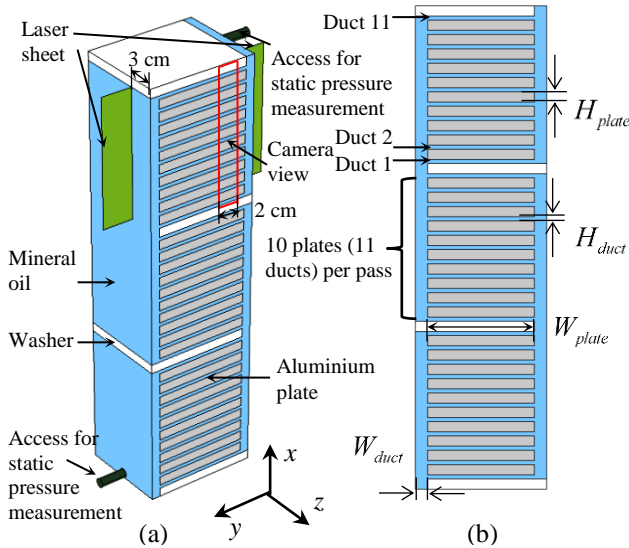 Laser
sheet
3 cm
Access for
static pressure
measurement
Camera
view
2 cm
Mineral
oil
Washer
Aluminium
plate
Access for
static
pressure
measurement
x
y
z
(a)
Duct 11
H_plate
Duct 2
Duct 1
10 plates (11
ducts) per pass
H_duct
W_plate
W_duct
(b)